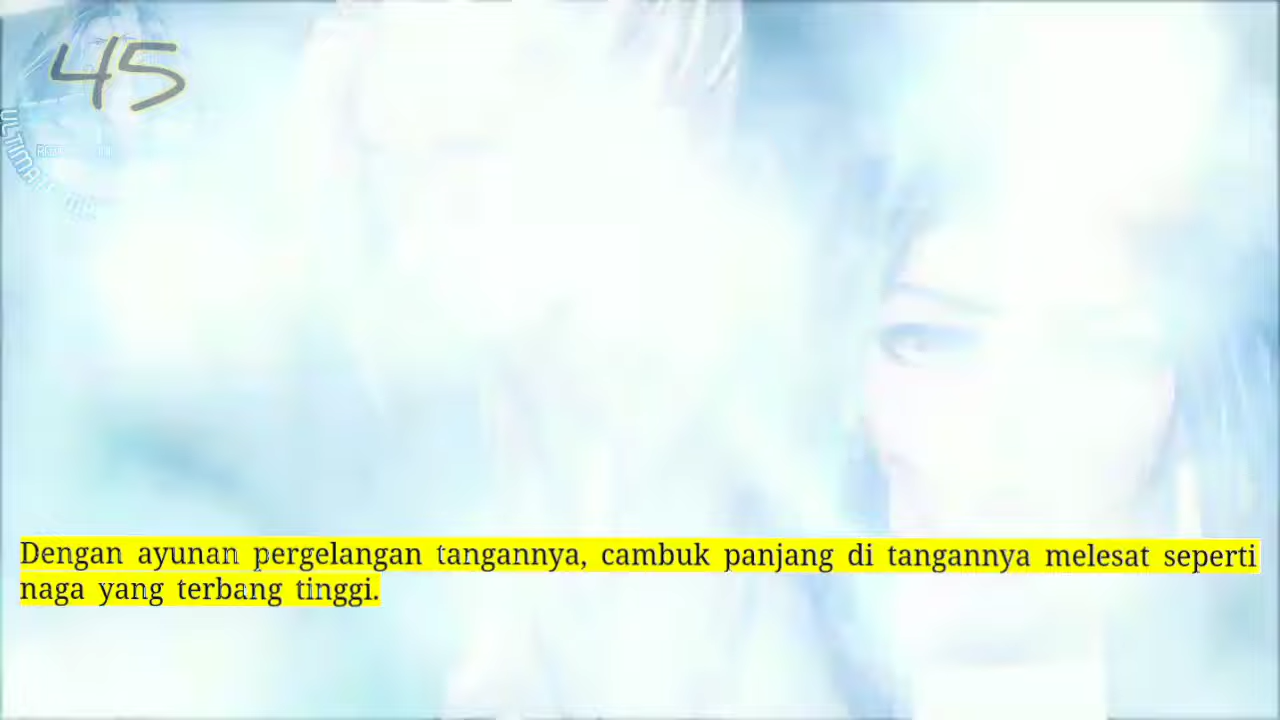 45
Dengan ayunan pergelangan tangannya, cambuk panjang di tangannya melesat seperti
naga yang terbang tinggi.